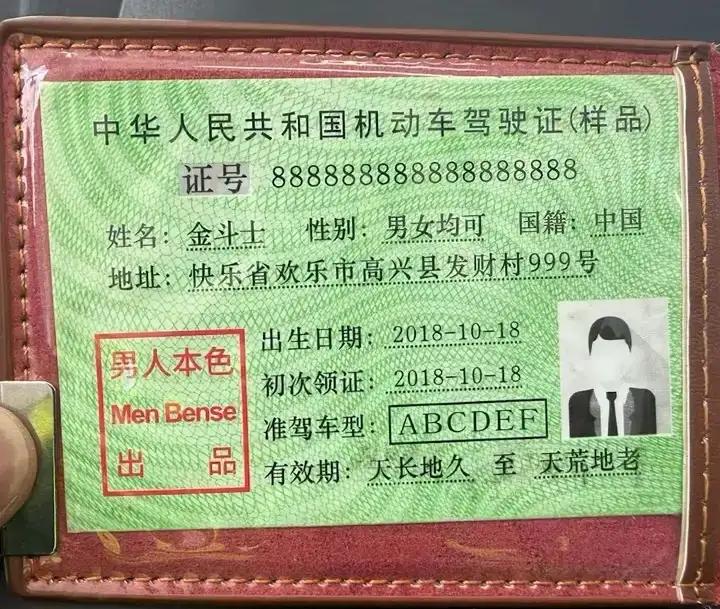 中华人民共和国机动车驾驶证(样品)
证号 888888888888888888
姓名: 金斗士 性别: 男女均可 国籍: 中国
地址: 快乐省欢乐市高兴县发财村999号
出生日期: 2018-10-18
初次领证: 2018-10-18
准驾车型: ABCDEF
有效期: 天长地久 至 天荒地老
男人本色
Men Bense
出 品